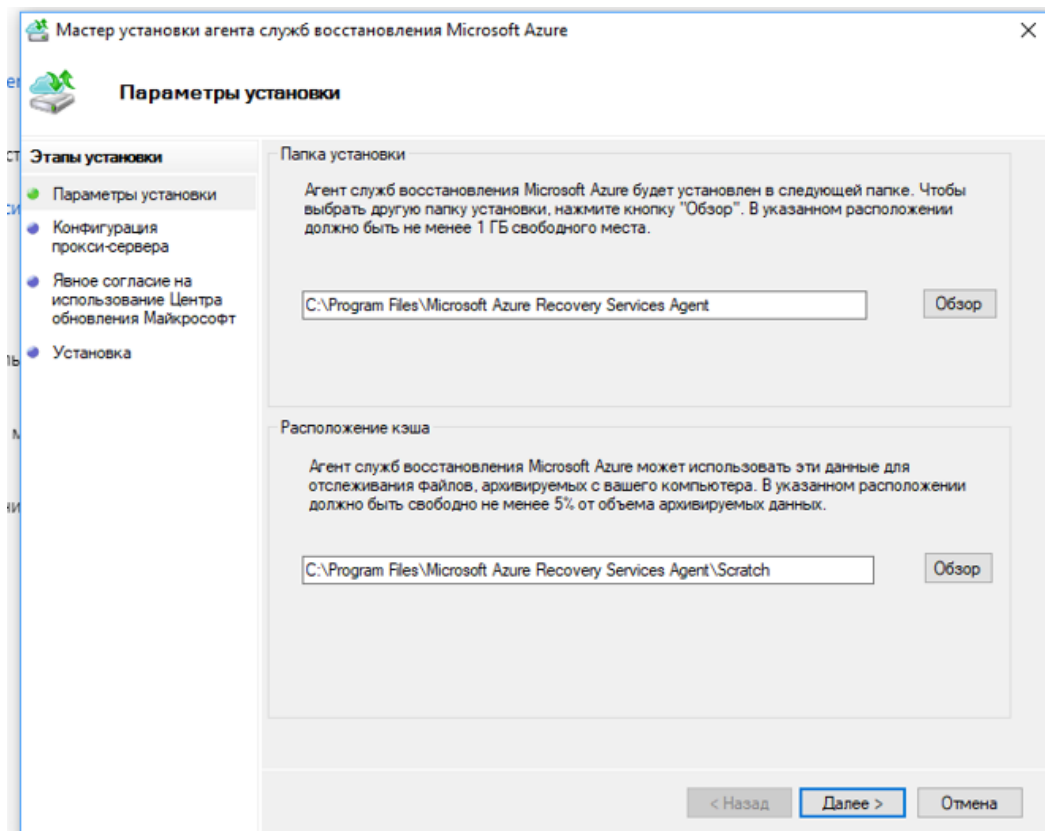 Мастер установки агента служб восстановления Microsoft Azure
Параметры установки
Этапы установки
Параметры установки
Конфигурация
прокси-сервера
Явное согласие на
использование Центра
обновления Майкрософт
Установка
Папка установки
Агент служб восстановления Microsoft Azure будет установлен в следующей папке. Чтобы
выбрать другую папку установки, нажмите кнопку "Обзор". В указанном расположении
должно быть не менее 1 ГБ свободного места.
C:\Program Files\Microsoft Azure Recovery Services Agent
Обзор
Расположение кэша
Агент служб восстановления Microsoft Azure может использовать эти данные для
отслеживания файлов, архивируемых с вашего компьютера. В указанном расположении
должно быть свободно не менее 5% от объема архивируемых данных.
C:\Program Files\Microsoft Azure Recovery Services Agent\Scratch
Обзор
< Назад
Далее >
Отмена